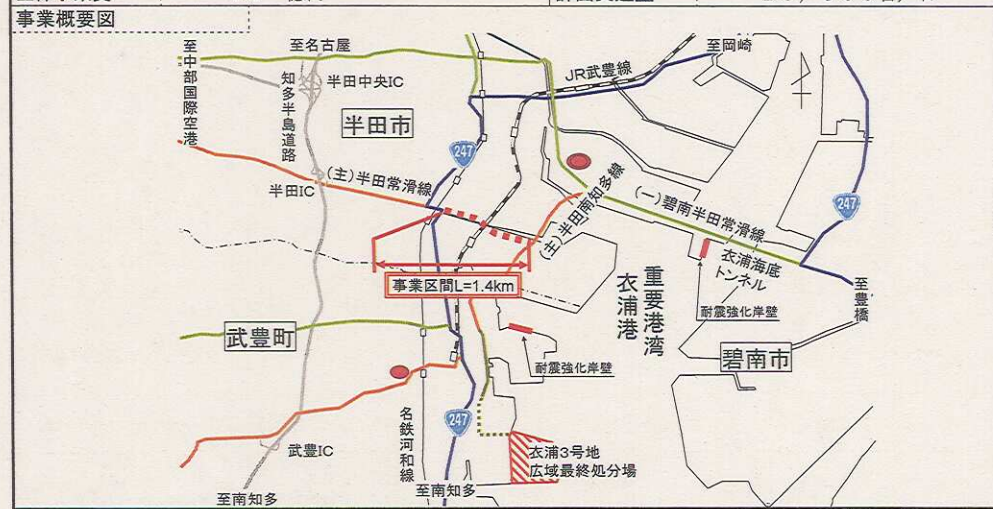 事業概要図
至名古屋
至岡崎
至中部国際空港
知多半島道路
半田中央IC
JR武豊線
半田市
247
(主)半田常滑線
半田IC
(主)半田南知多線
(一)碧南半田常滑線
247
衣浦海底
トンネル
事業区間L=1.4km
重要港湾
衣浦港
耐震強化岸壁
至豊橋
武豊町
耐震強化岸壁
碧南市
名鉄河和線
247
武豊IC
衣浦3号地
広域最終処分場
至南知多
至南知多